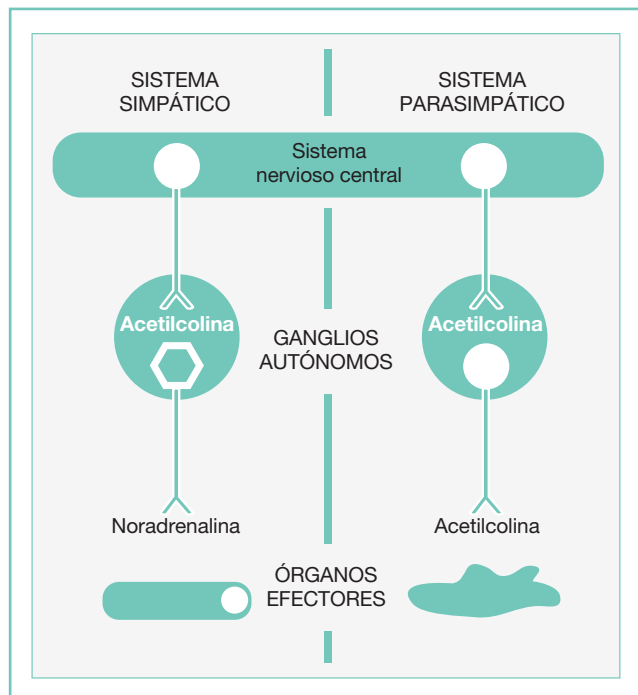 SISTEMA
SIMPÁTICO
SISTEMA
PARASIMPÁTICO
Sistema
nervioso central
Acetilcolina
GANGLIOS
AUTÓNOMOS
Acetilcolina
Noradrenalina
Acetilcolina
ÓRGANOS
EFECTORES